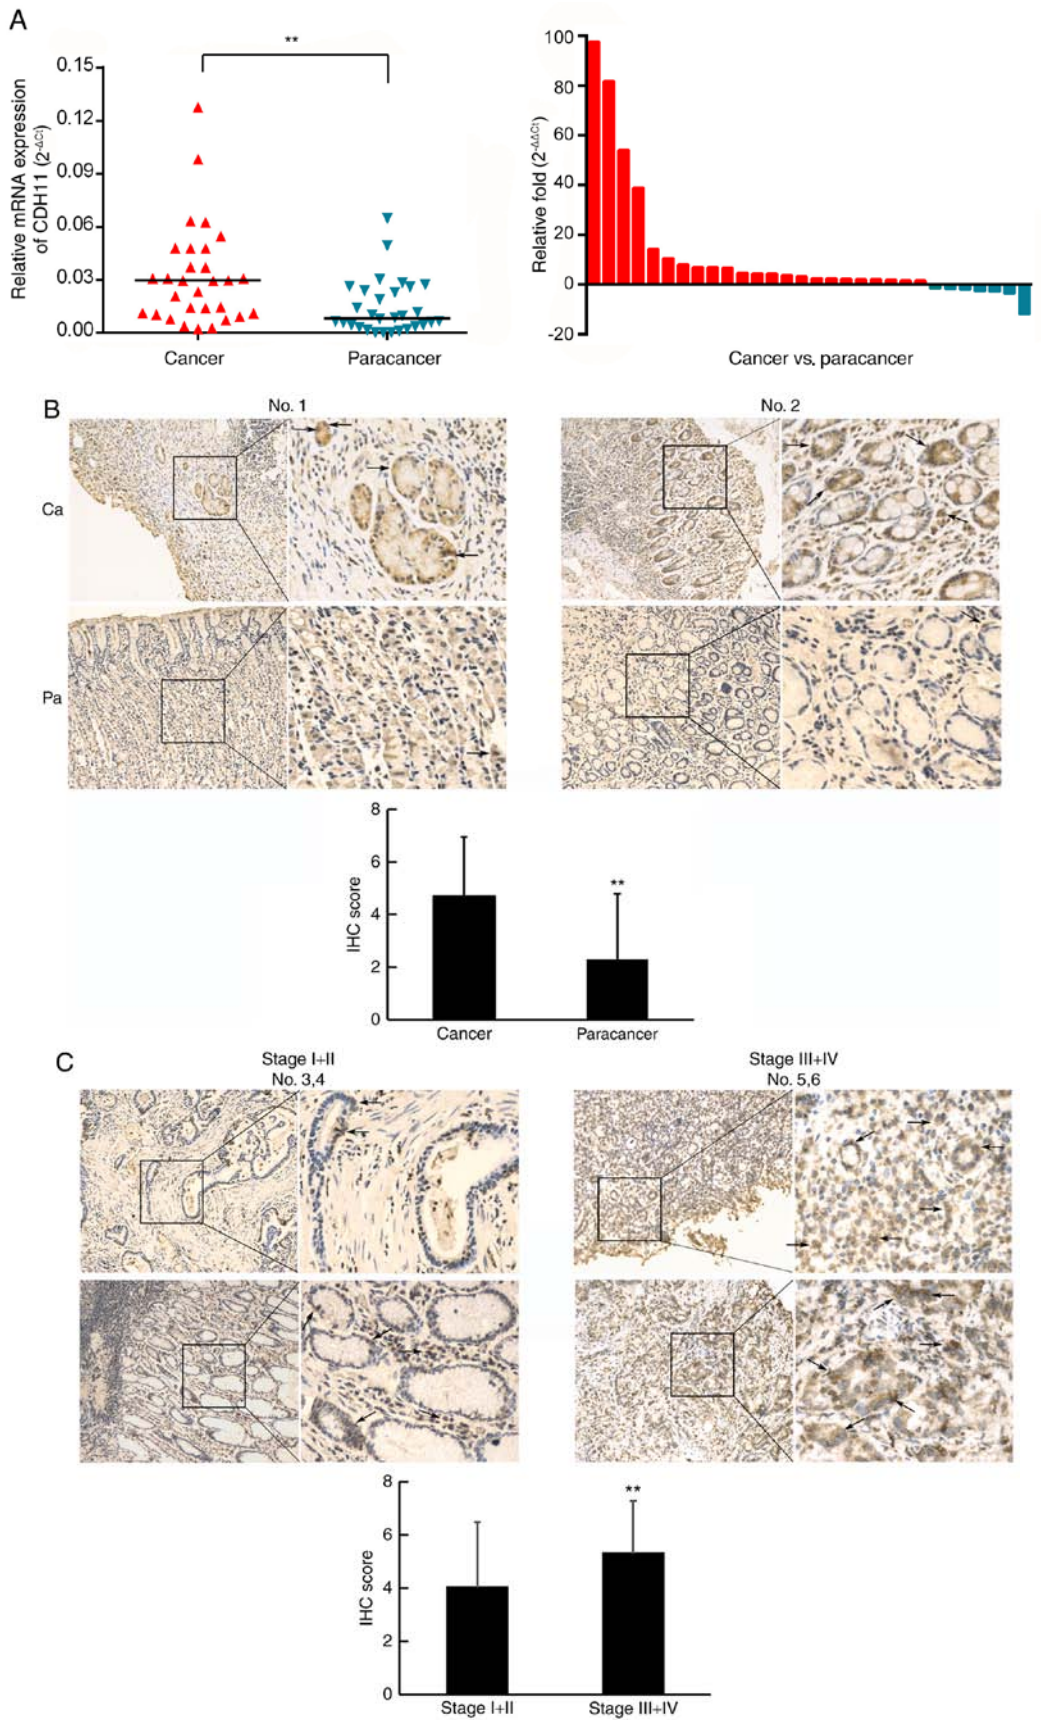 A
**
Relative mRNA expression
of CDH11 (2-ΔCt)
0.15
0.12
0.09
0.06
0.03
0.00
Cancer
Paracancer
Relative fold (2-ΔΔCt)
100
80
60
40
20
0
-20
Cancer vs. paracancer
B
No. 1
No. 2
Ca
Pa
IHC score
8
6
4
2
0
**
Cancer
Paracancer
C
Stage I+II
No. 3,4
Stage III+IV
No. 5,6
IHC score
8
6
4
2
0
**
Stage I+II
Stage III+IV